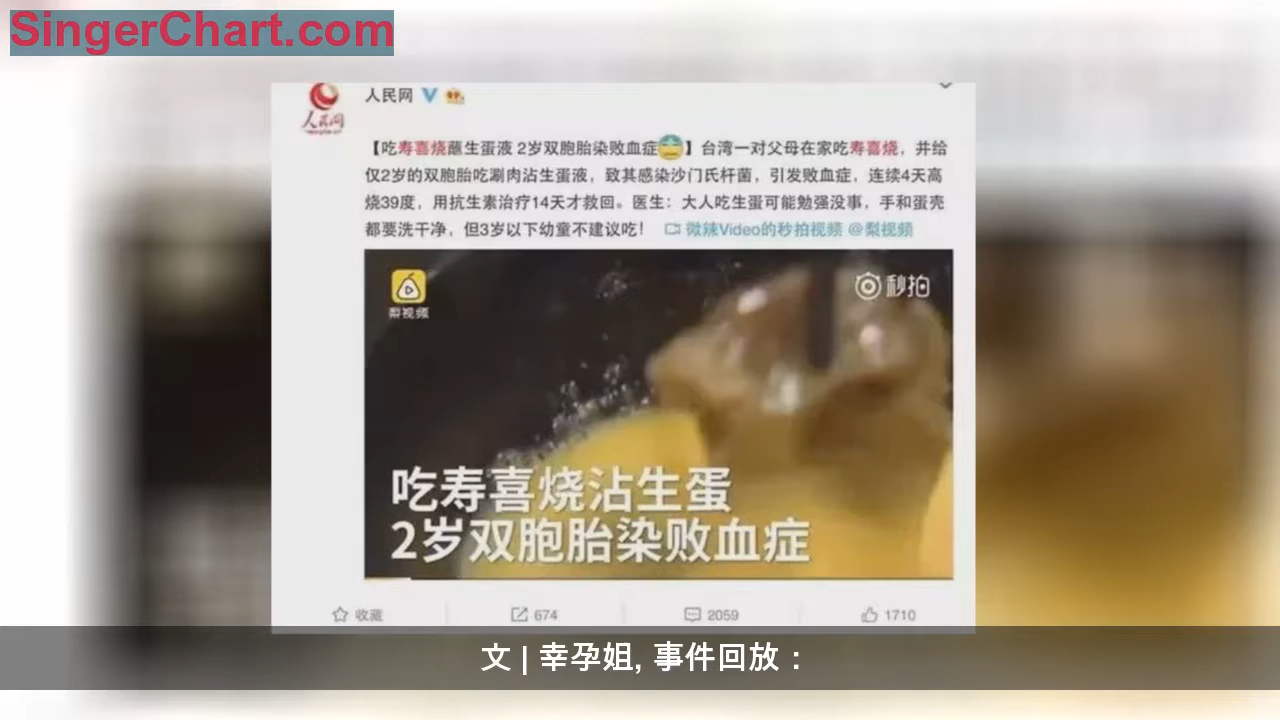 SingerChart.com
人民网
人民网
【吃寿喜烧蘸生蛋液 2岁双胞胎染败血症】台湾一对父母在家吃寿喜烧，并给
仅2岁的双胞胎吃涮肉沾生蛋液，致其感染沙门氏杆菌，引发败血症，连续4天高
烧39度，用抗生素治疗14天才救回。医生：大人吃生蛋可能勉强没事，手和蛋壳
都要洗干净，但3岁以下幼童不建议吃！ 微辣Video的秒拍视频 @梨视频
梨视频
秒拍
吃寿喜烧沾生蛋
2岁双胞胎染败血症
收藏 674 2059 1710
文 | 幸孕姐, 事件回放：